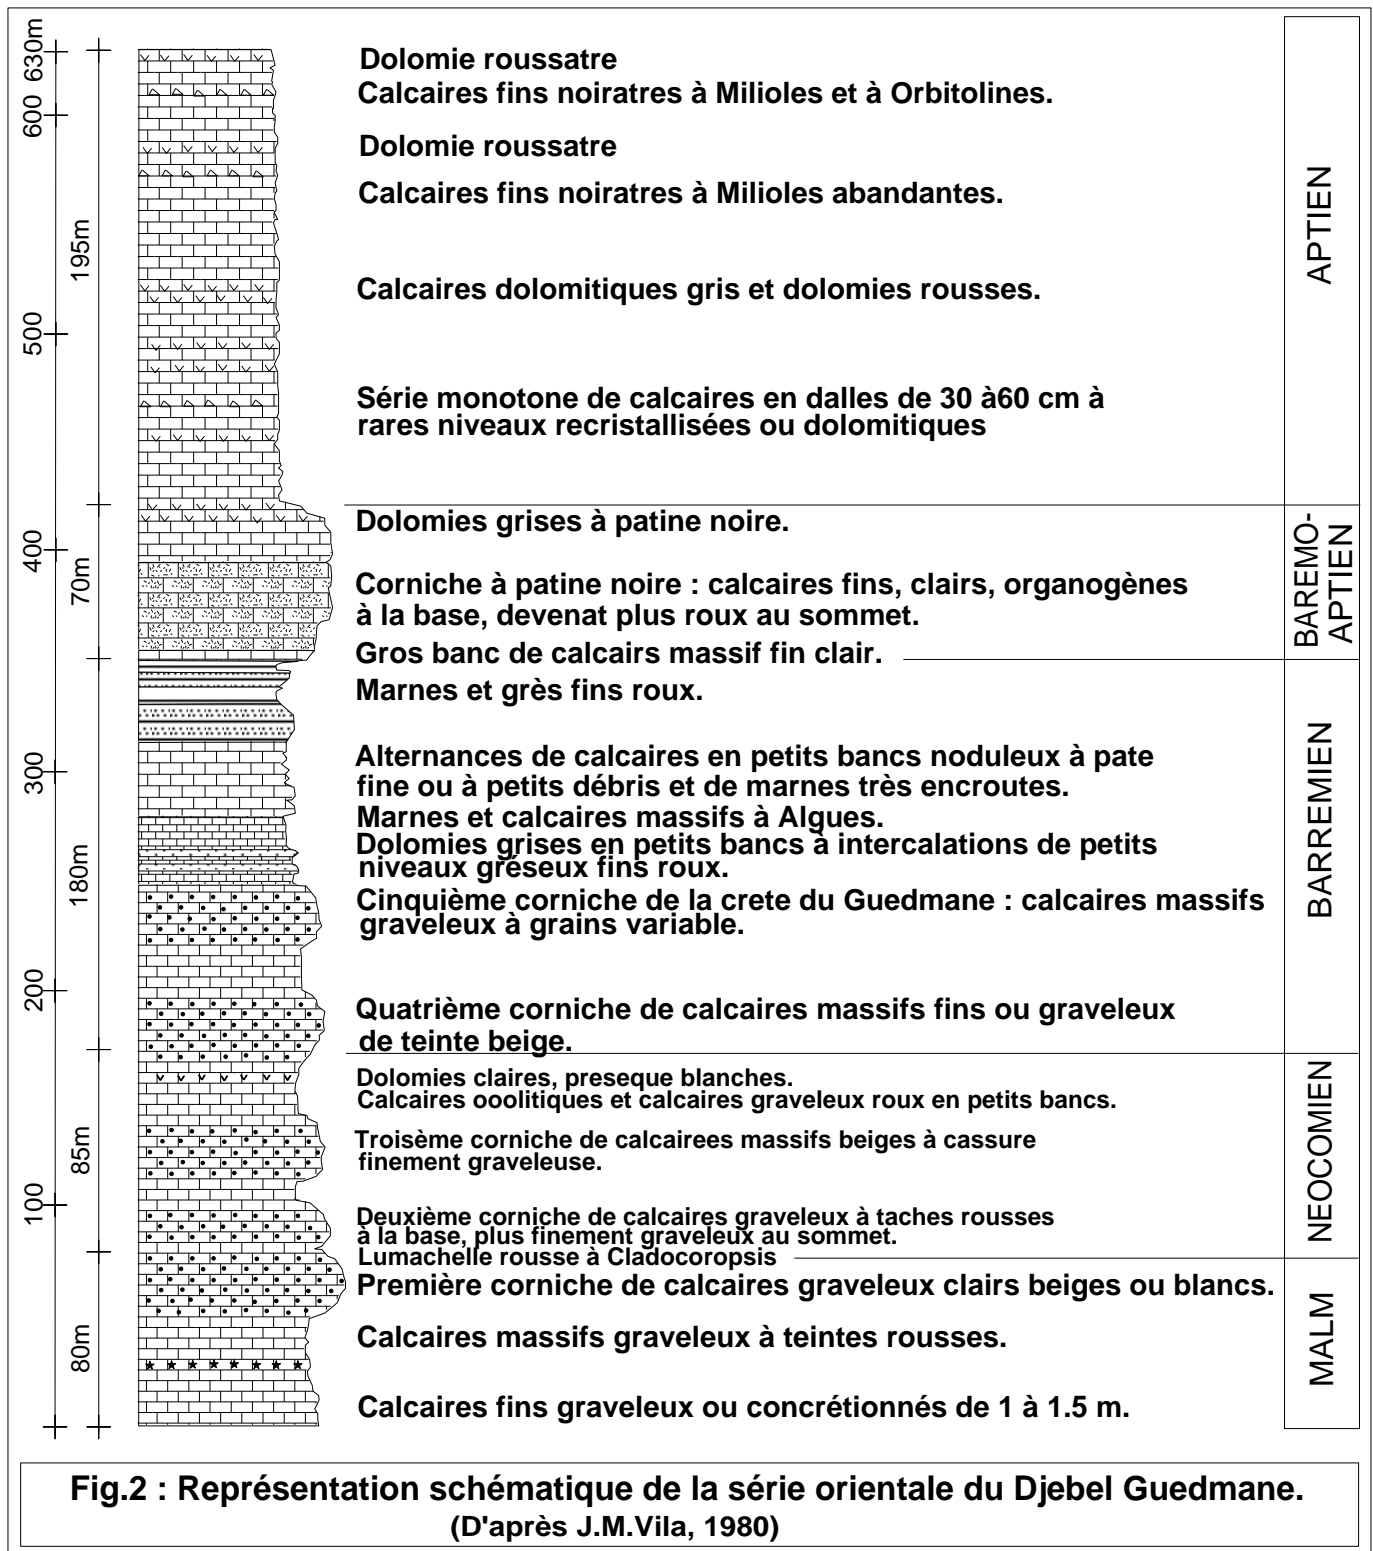 630m
600
500
400
300
200
100
195m
70m
180m
85m
80m
Dolomie roussatre
Calcaires fins noiratres à Milioles et à Orbitolines.
Dolomie roussatre
Calcaires fins noiratres à Milioles abandantes.
Calcaires dolomitiques gris et dolomies rousses.
Série monotone de calcaires en dalles de 30 à60 cm à
rares niveaux recristallisées ou dolomitiques
Dolomies grises à patine noire.
Corniche à patine noire : calcaires fins, clairs, organogènes
à la base, devenat plus roux au sommet.
Gros banc de calcairs massif fin clair.
Marnes et grès fins roux.
Alternances de calcaires en petits bancs noduleux à pate
fine ou à petits débris et de marnes très encroutes.
Marnes et calcaires massifs à Algues.
Dolomies grises en petits bancs à intercalations de petits
niveaux gréseux fins roux.
Cinquième corniche de la crete du Guedmane : calcaires massifs
graveleux à grains variable.
Quatrième corniche de calcaires massifs fins ou graveleux
de teinte beige.
Dolomies claires, preseque blanches.
Calcaires ooolitiques et calcaires graveleux roux en petits bancs.
Troisème corniche de calcairees massifs beiges à cassure
finement graveleuse.
Deuxième corniche de calcaires graveleux à taches rousses
à la base, plus finement graveleux au sommet.
Lumachelle rousse à Cladocoropsis
Première corniche de calcaires graveleux clairs beiges ou blancs.
Calcaires massifs graveleux à teintes rousses.
Calcaires fins graveleux ou concrétionnés de 1 à 1.5 m.
APTIEN
BAREMO-
APTIEN
BARREMIEN
NEOCOMIEN
MALM
Fig.2 : Représentation schématique de la série orientale du Djebel Guedmane.
(D'après J.M.Vila, 1980)